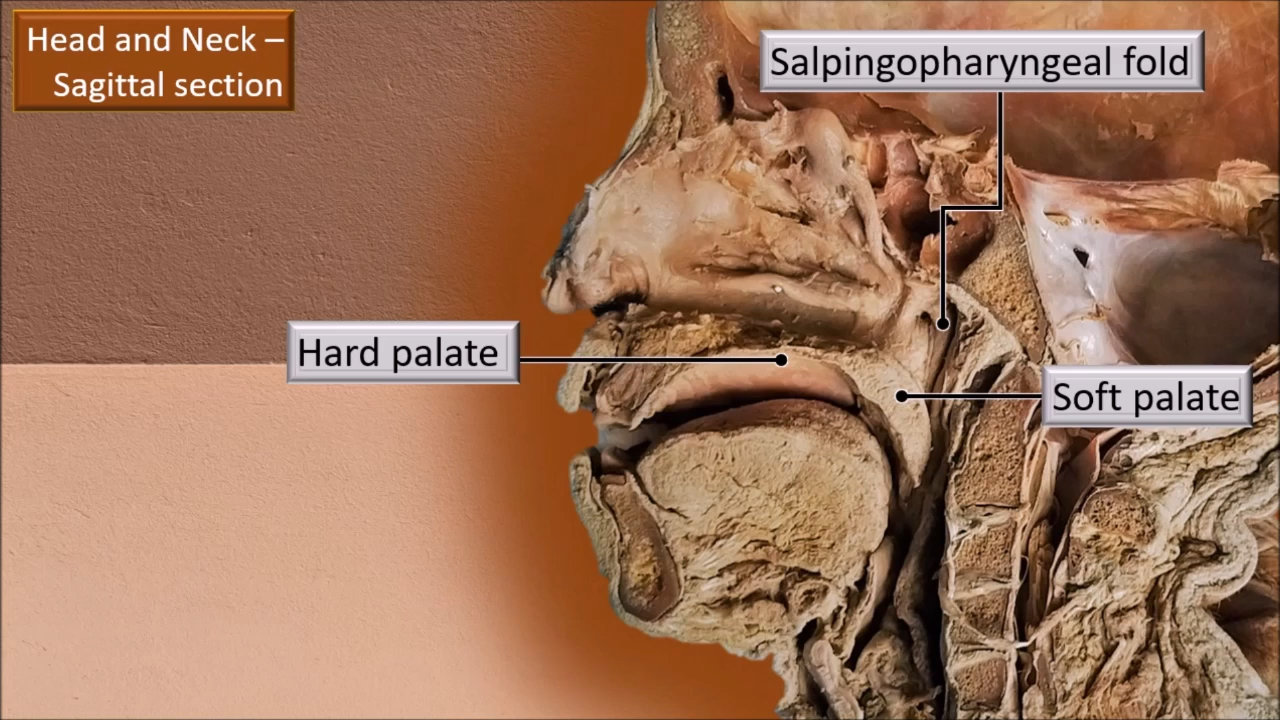 Head and Neck –
Sagittal section
Salpingopharyngeal fold
Hard palate
Soft palate